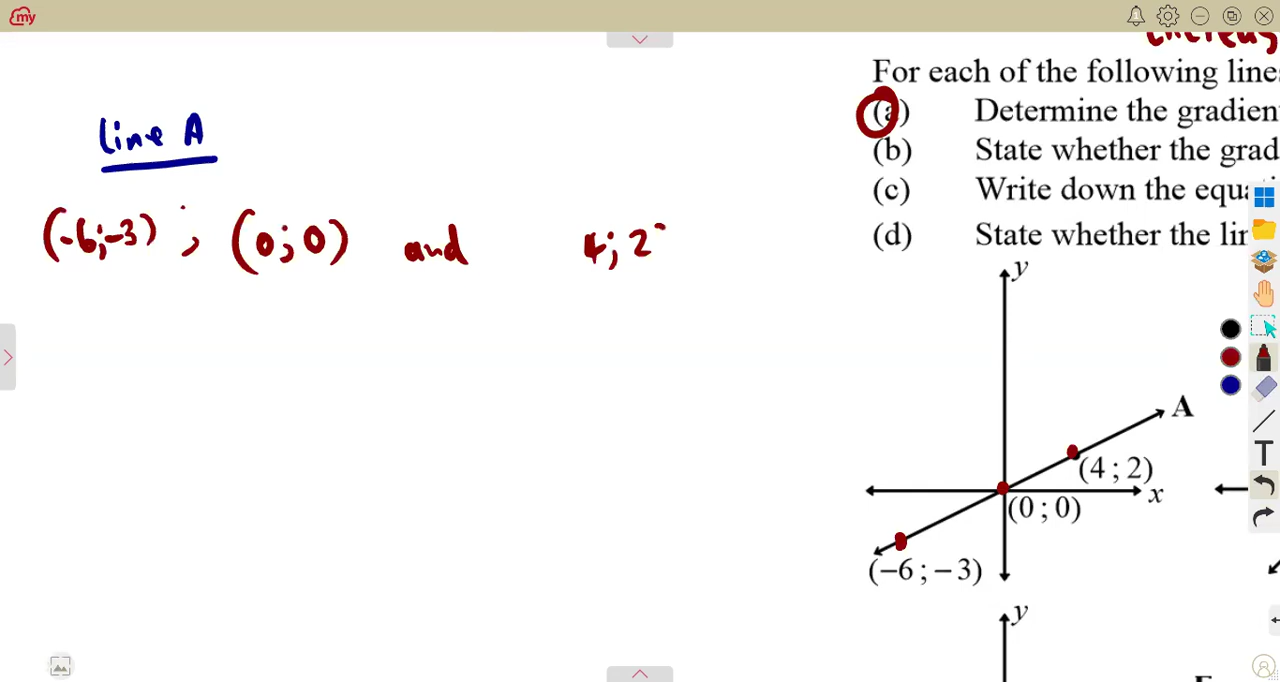 my
For each of the following line
(a) Determine the gradien
(b) State whether the grad
(c) Write down the equa
(d) State whether the lin
line A
(-6;-3) ; (0;0) and 4;2
y
A
(4 ; 2)
x
(0 ; 0)
(−6 ; −3)
y
T